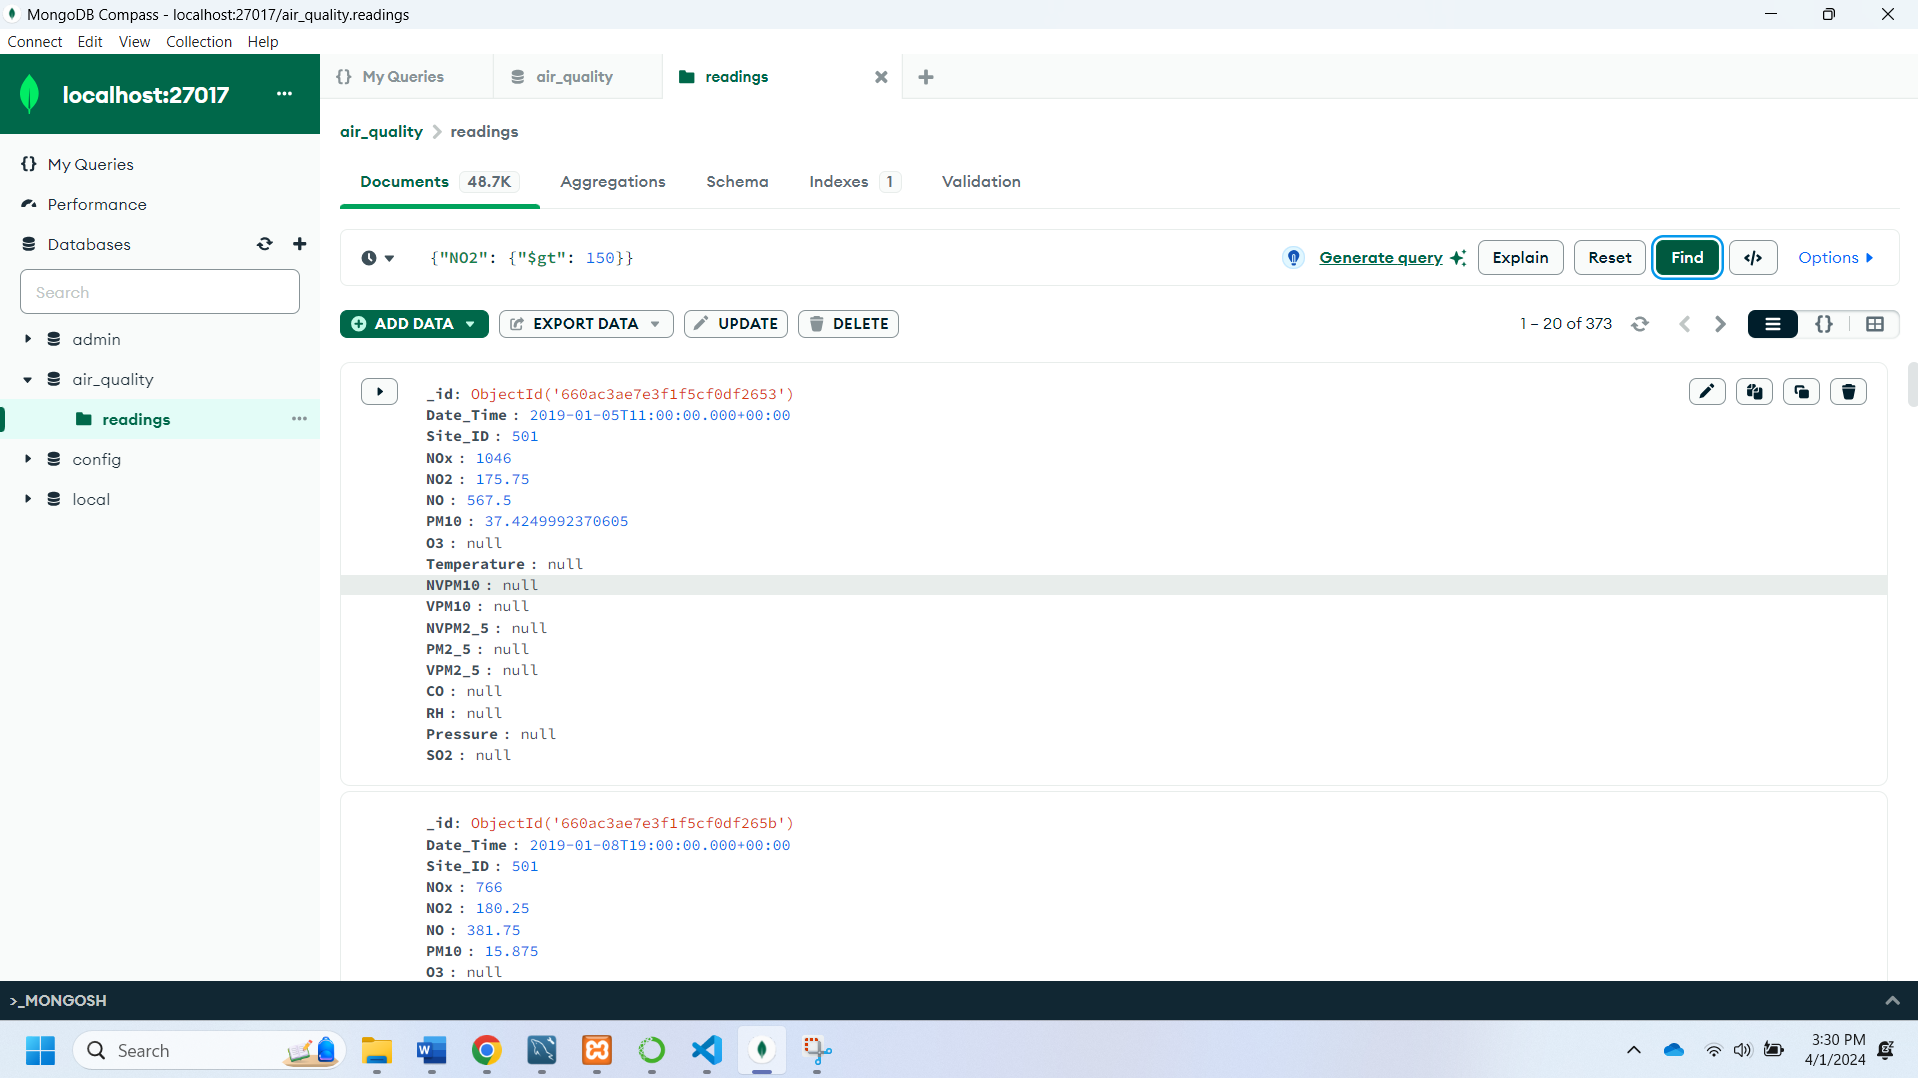 MongoDB Compass - localhost:27017/air_quality.readings
Connect Edit View Collection Help
localhost:27017 ...
{} My Queries
air_quality
readings
air_quality > readings
My Queries
Performance
Databases
Search
admin
air_quality
readings ...
config
local
Documents 48.7K Aggregations Schema Indexes 1 Validation
{"NO2": {"$gt": 150}}
Generate query Explain Reset Find </> Options
ADD DATA EXPORT DATA UPDATE DELETE
1 – 20 of 373
_id: ObjectId('660ac3ae7e3f1f5cf0df2653')
Date_Time : 2019-01-05T11:00:00.000+00:00
Site_ID : 501
NOx : 1046
NO2 : 175.75
NO : 567.5
PM10 : 37.4249992370605
O3 : null
Temperature : null
NVPM10 : null
VPM10 : null
NVPM2_5 : null
PM2_5 : null
VPM2_5 : null
CO : null
RH : null
Pressure : null
SO2 : null
_id: ObjectId('660ac3ae7e3f1f5cf0df265b')
Date_Time : 2019-01-08T19:00:00.000+00:00
Site_ID : 501
NOx : 766
NO2 : 180.25
NO : 381.75
PM10 : 15.875
O3 : null
>_MONGOSH
Search
3:30 PM
4/1/2024